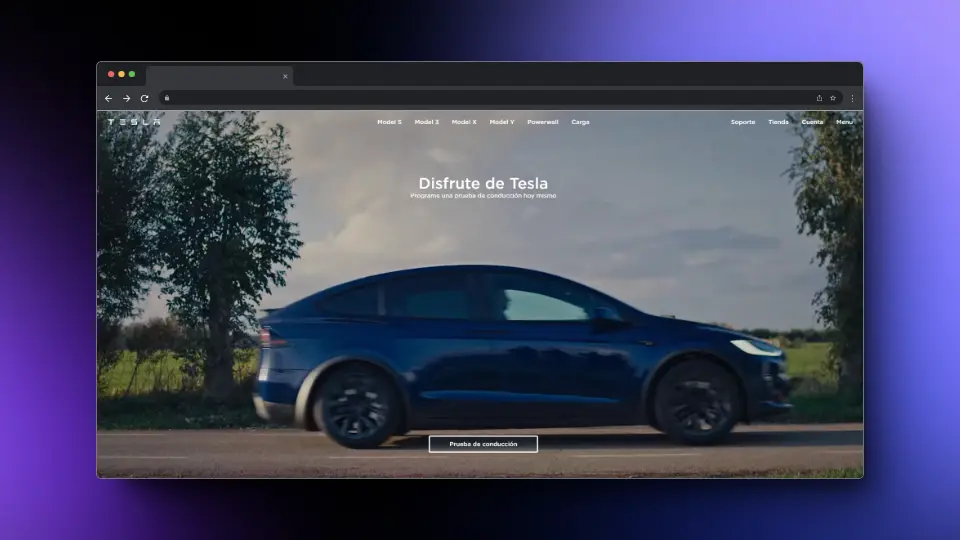 TESLA Model S Model 3 Model X Model Y Powerwall Carga Soporte Tienda Cuenta Menu
Disfrute de Tesla
Programe una prueba de conducción hoy mismo
Prueba de conducción